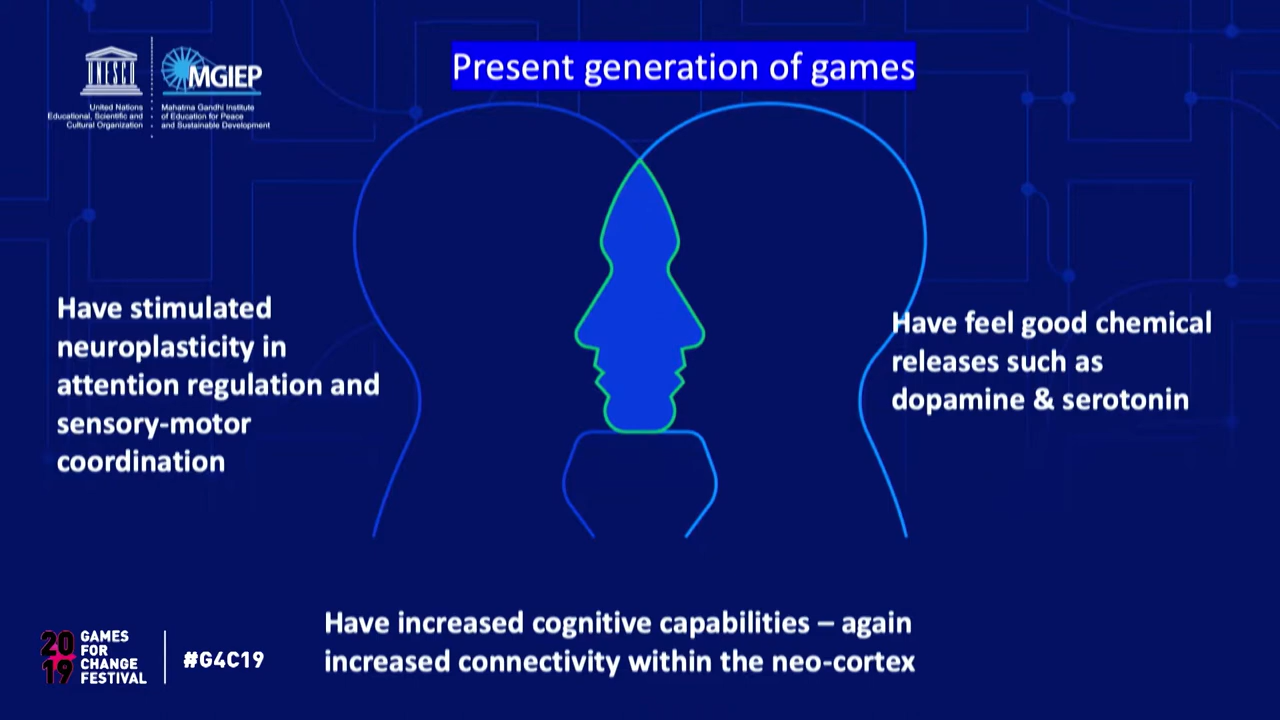 UNESCO
United Nations
Educational, Scientific and
Cultural Organization
MGIEP
Mahatma Gandhi Institute
of Education for Peace
and Sustainable Development
Present generation of games
Have stimulated
neuroplasticity in
attention regulation and
sensory-motor
coordination
Have feel good chemical
releases such as
dopamine & serotonin
Have increased cognitive capabilities – again
increased connectivity within the neo-cortex
2019
GAMES
FOR
CHANGE
FESTIVAL
#G4C19